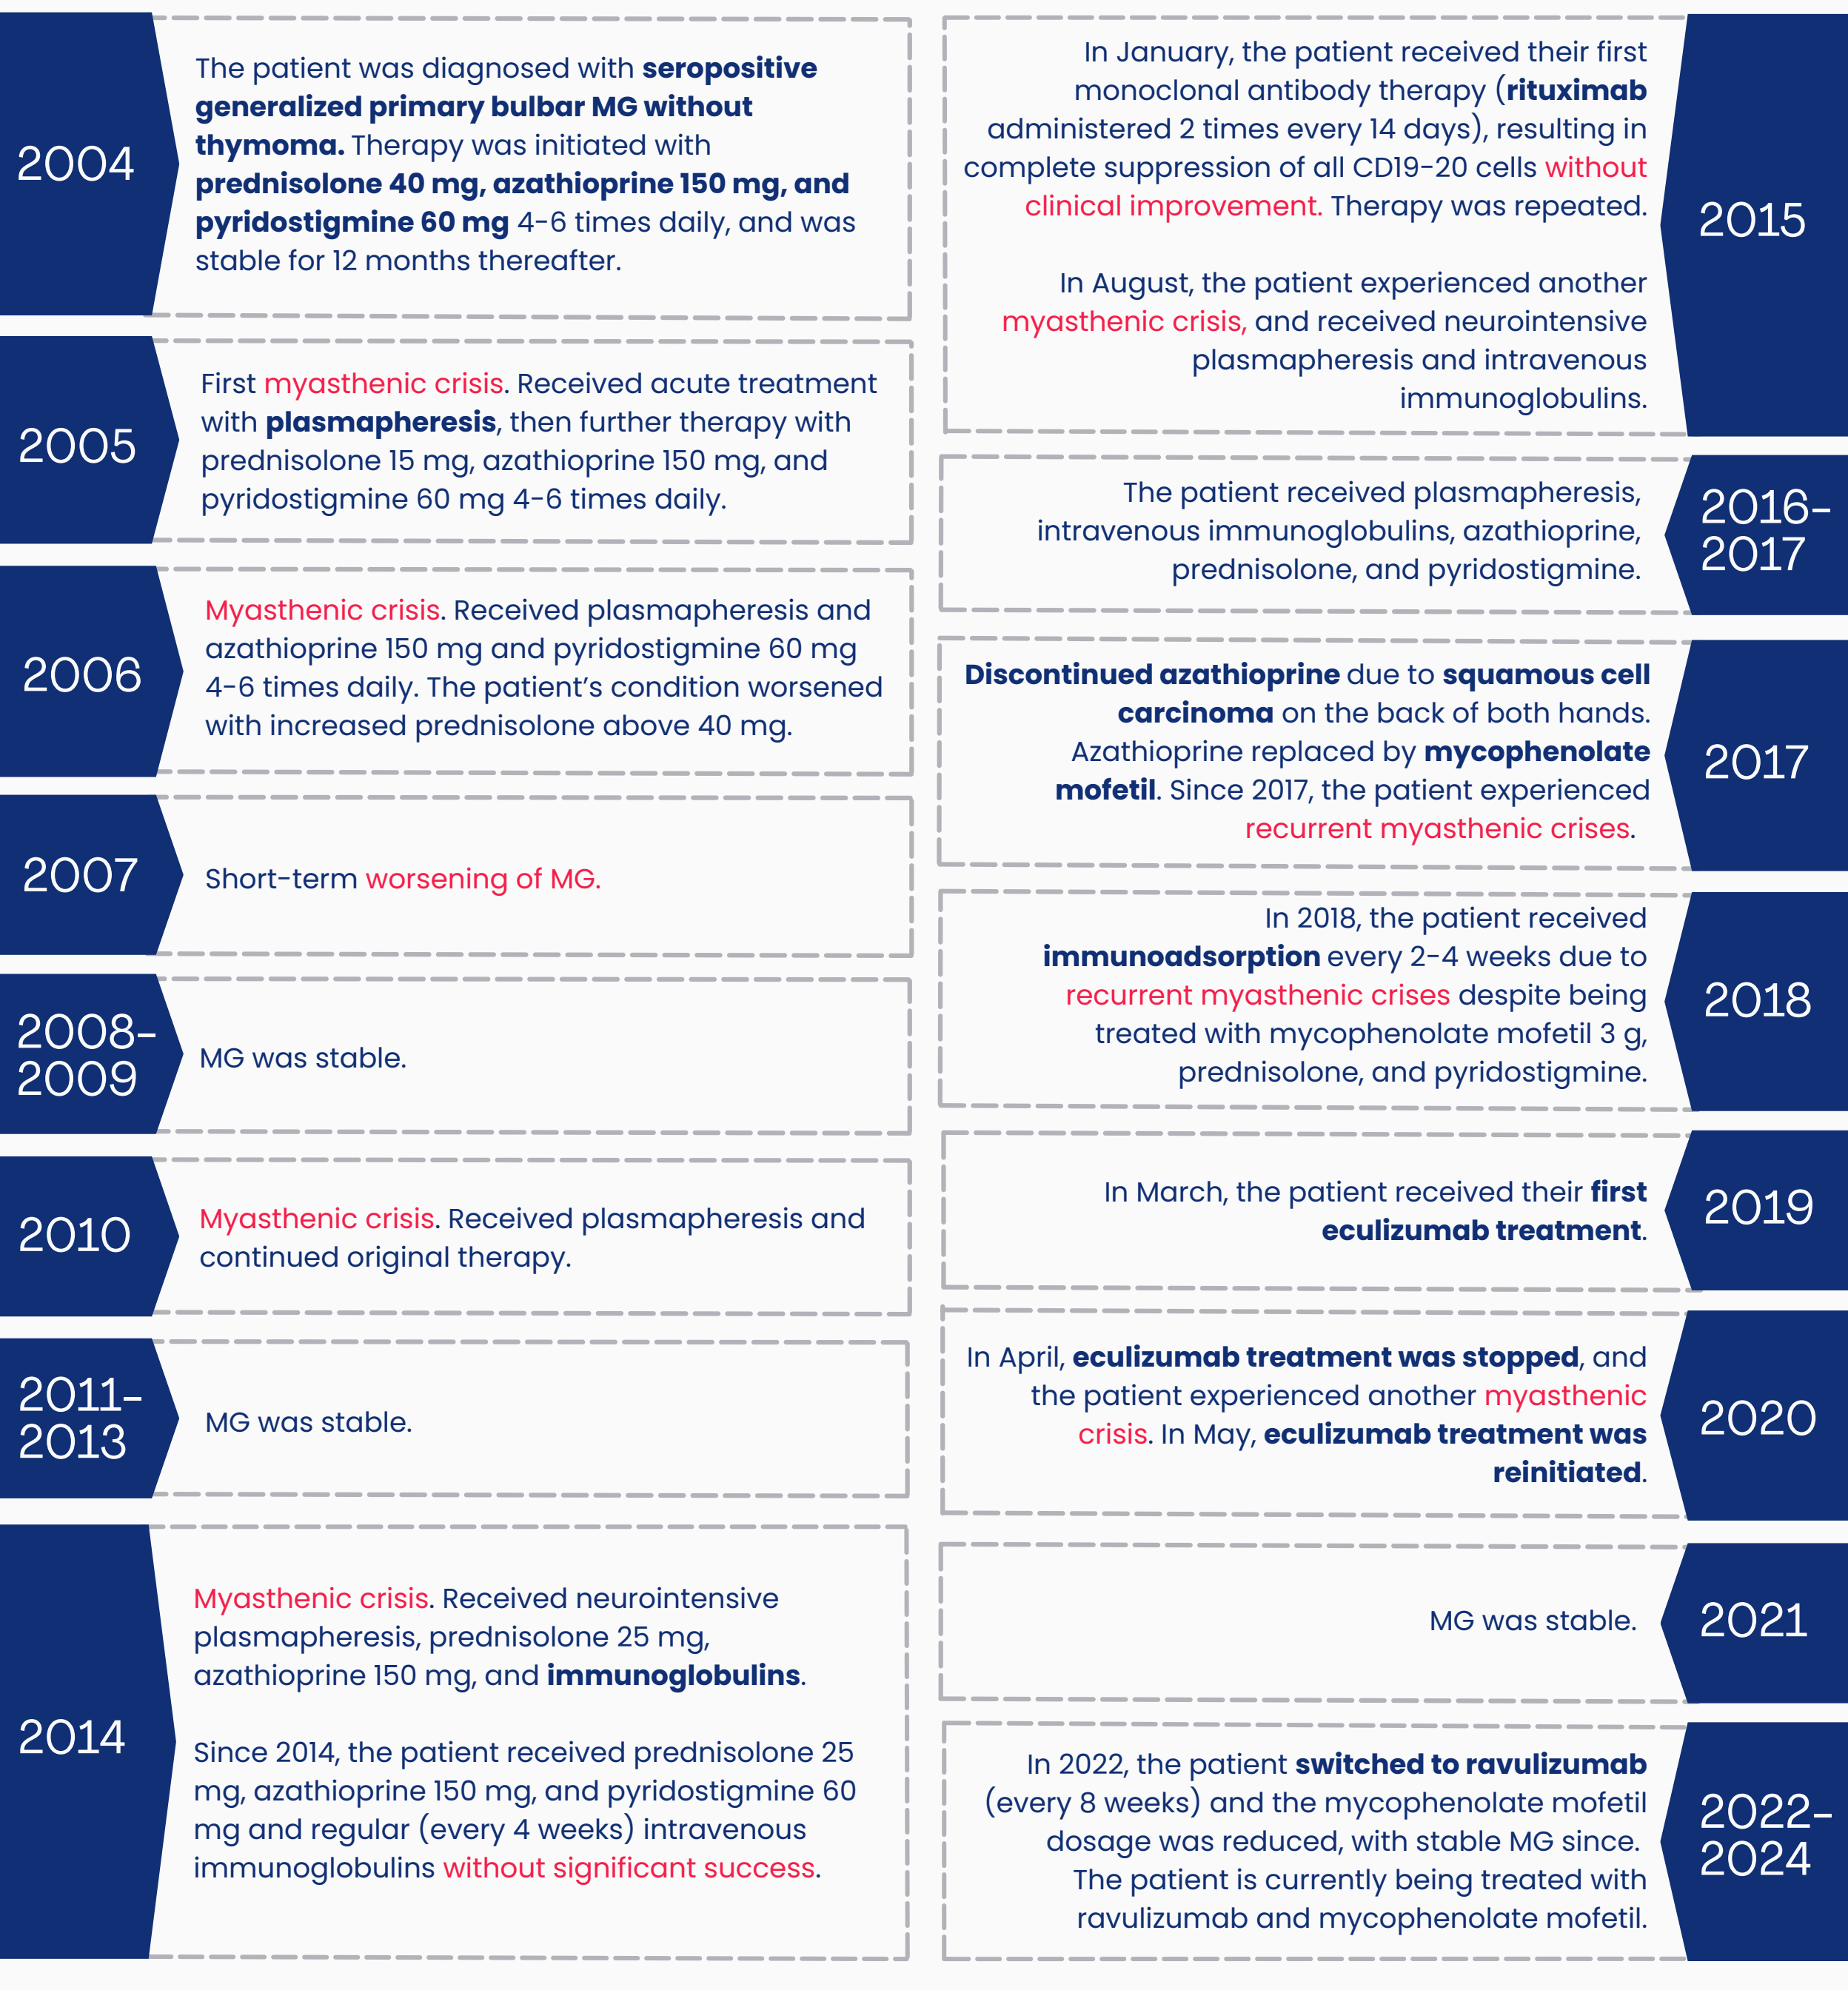 2004
The patient was diagnosed with seropositive
generalized primary bulbar MG without
thymoma. Therapy was initiated with
prednisolone 40 mg, azathioprine 150 mg, and
pyridostigmine 60 mg 4-6 times daily, and was
stable for 12 months thereafter.
2005
First myasthenic crisis. Received acute treatment
with plasmapheresis, then further therapy with
prednisolone 15 mg, azathioprine 150 mg, and
pyridostigmine 60 mg 4-6 times daily.
2006
Myasthenic crisis. Received plasmapheresis and
azathioprine 150 mg and pyridostigmine 60 mg
4-6 times daily. The patient’s condition worsened
with increased prednisolone above 40 mg.
2007
Short-term worsening of MG.
2008-
2009
MG was stable.
2010
Myasthenic crisis. Received plasmapheresis and
continued original therapy.
2011-
2013
MG was stable.
2014
Myasthenic crisis. Received neurointensive
plasmapheresis, prednisolone 25 mg,
azathioprine 150 mg, and immunoglobulins.
Since 2014, the patient received prednisolone 25
mg, azathioprine 150 mg, and pyridostigmine 60
mg and regular (every 4 weeks) intravenous
immunoglobulins without significant success.
In January, the patient received their first
monoclonal antibody therapy (rituximab
administered 2 times every 14 days), resulting in
complete suppression of all CD19-20 cells without
clinical improvement. Therapy was repeated.
In August, the patient experienced another
myasthenic crisis, and received neurointensive
plasmapheresis and intravenous
immunoglobulins.
2015
The patient received plasmapheresis,
intravenous immunoglobulins, azathioprine,
prednisolone, and pyridostigmine.
2016-
2017
Discontinued azathioprine due to squamous cell
carcinoma on the back of both hands.
Azathioprine replaced by mycophenolate
mofetil. Since 2017, the patient experienced
recurrent myasthenic crises.
2017
In 2018, the patient received
immunoadsorption every 2-4 weeks due to
recurrent myasthenic crises despite being
treated with mycophenolate mofetil 3 g,
prednisolone, and pyridostigmine.
2018
In March, the patient received their first
eculizumab treatment.
2019
In April, eculizumab treatment was stopped, and
the patient experienced another myasthenic
crisis. In May, eculizumab treatment was
reinitiated.
2020
MG was stable.
2021
In 2022, the patient switched to ravulizumab
(every 8 weeks) and the mycophenolate mofetil
dosage was reduced, with stable MG since.
The patient is currently being treated with
ravulizumab and mycophenolate mofetil.
2022-
2024